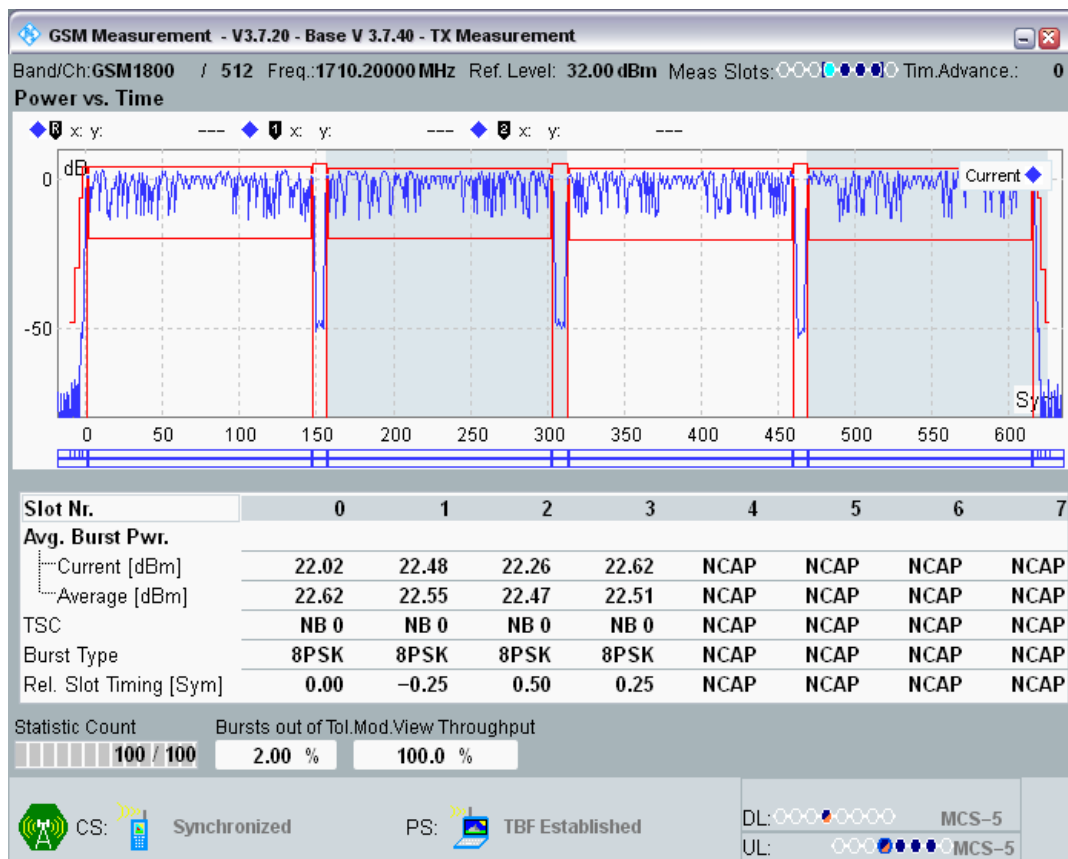 GSM Measurement - V3.7.20 - Base V 3.7.40 - TX Measurement
Band/Ch:GSM1800 / 512 Freq.:1710.20000 MHz Ref. Level: 32.00 dBm Meas Slots: Tim.Advance.: 0
Power vs. Time
R x: y: --- 1 x: y: --- 2 x: y: ---
dB
Current
0
-50
Sym
0 50 100 150 200 250 300 350 400 450 500 550 600
Slot Nr. 0 1 2 3 4 5 6 7
Avg. Burst Pwr.
Current [dBm] 22.02 22.48 22.26 22.62 NCAP NCAP NCAP NCAP
Average [dBm] 22.62 22.55 22.47 22.51 NCAP NCAP NCAP NCAP
TSC NB 0 NB 0 NB 0 NB 0 NCAP NCAP NCAP NCAP
Burst Type 8PSK 8PSK 8PSK 8PSK NCAP NCAP NCAP NCAP
Rel. Slot Timing [Sym] 0.00 −0.25 0.50 0.25 NCAP NCAP NCAP NCAP
Statistic Count Bursts out of Tol.Mod.View Throughput
100 / 100 2.00 % 100.0 %
CS: Synchronized PS: TBF Established
DL: MCS−5
UL: MCS−5